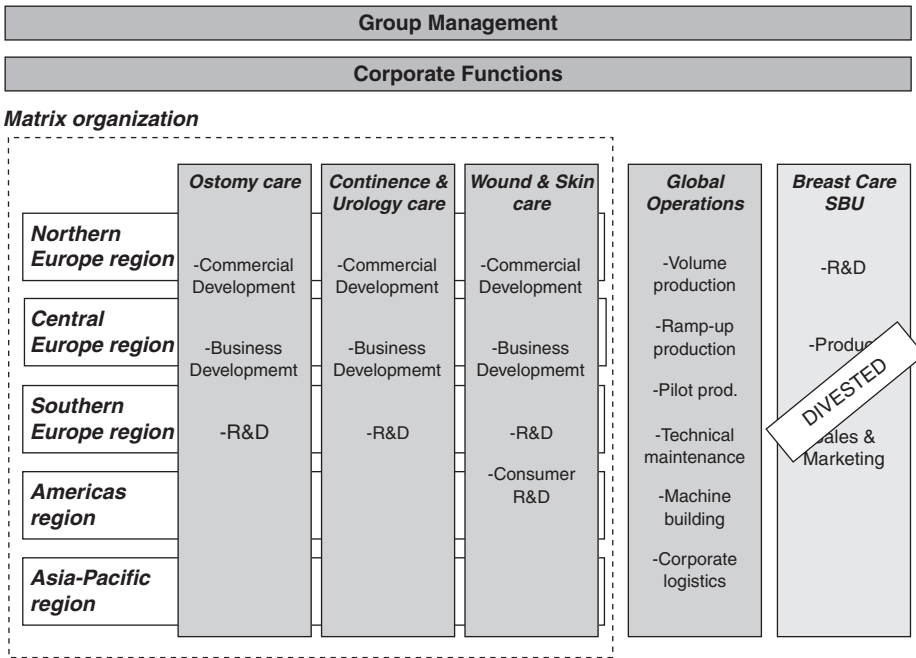 Group Management
Corporate Functions
Matrix organization
Northern
Europe region
Central
Europe region
Southern
Europe region
Americas
region
Asia-Pacific
region
Ostomy care
-Commercial
Development
-Business
Developmemt
-R&D
Continence &
Urology care
-Commercial
Development
-Business
Developmemt
-R&D
Wound & Skin
care
-Commercial
Development
-Business
Developmemt
-R&D
-Consumer
R&D
Global
Operations
-Volume
production
-Ramp-up
production
-Pilot prod.
-Technical
maintenance
-Machine
building
-Corporate
logistics
Breast Care
SBU
-R&D
DIVESTED
&
Marketing